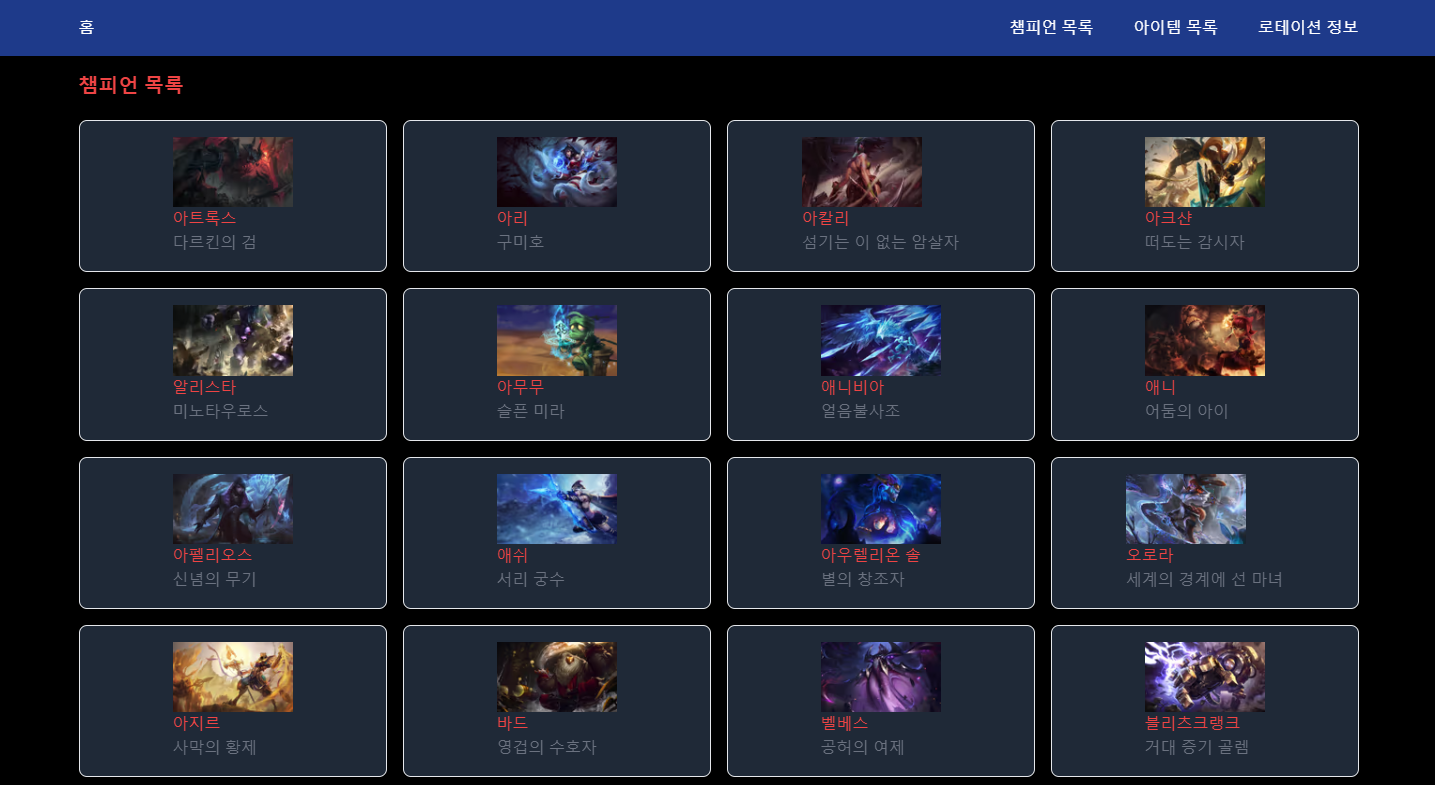 홈
챔피언 목록
아이템 목록
로테이션 정보
챔피언 목록
아트록스
다르킨의 검
아리
구미호
아칼리
섬기는 이 없는 암살자
아크샨
떠도는 감시자
알리스타
미노타우로스
아무무
슬픈 미라
애니비아
얼음불사조
애니
어둠의 아이
아펠리오스
신념의 무기
애쉬
서리 궁수
아우렐리온 솔
별의 창조자
오로라
세계의 경계에 선 마녀
아지르
사막의 황제
바드
영겁의 수호자
벨베스
공허의 여제
블리츠크랭크
거대 증기 골렘